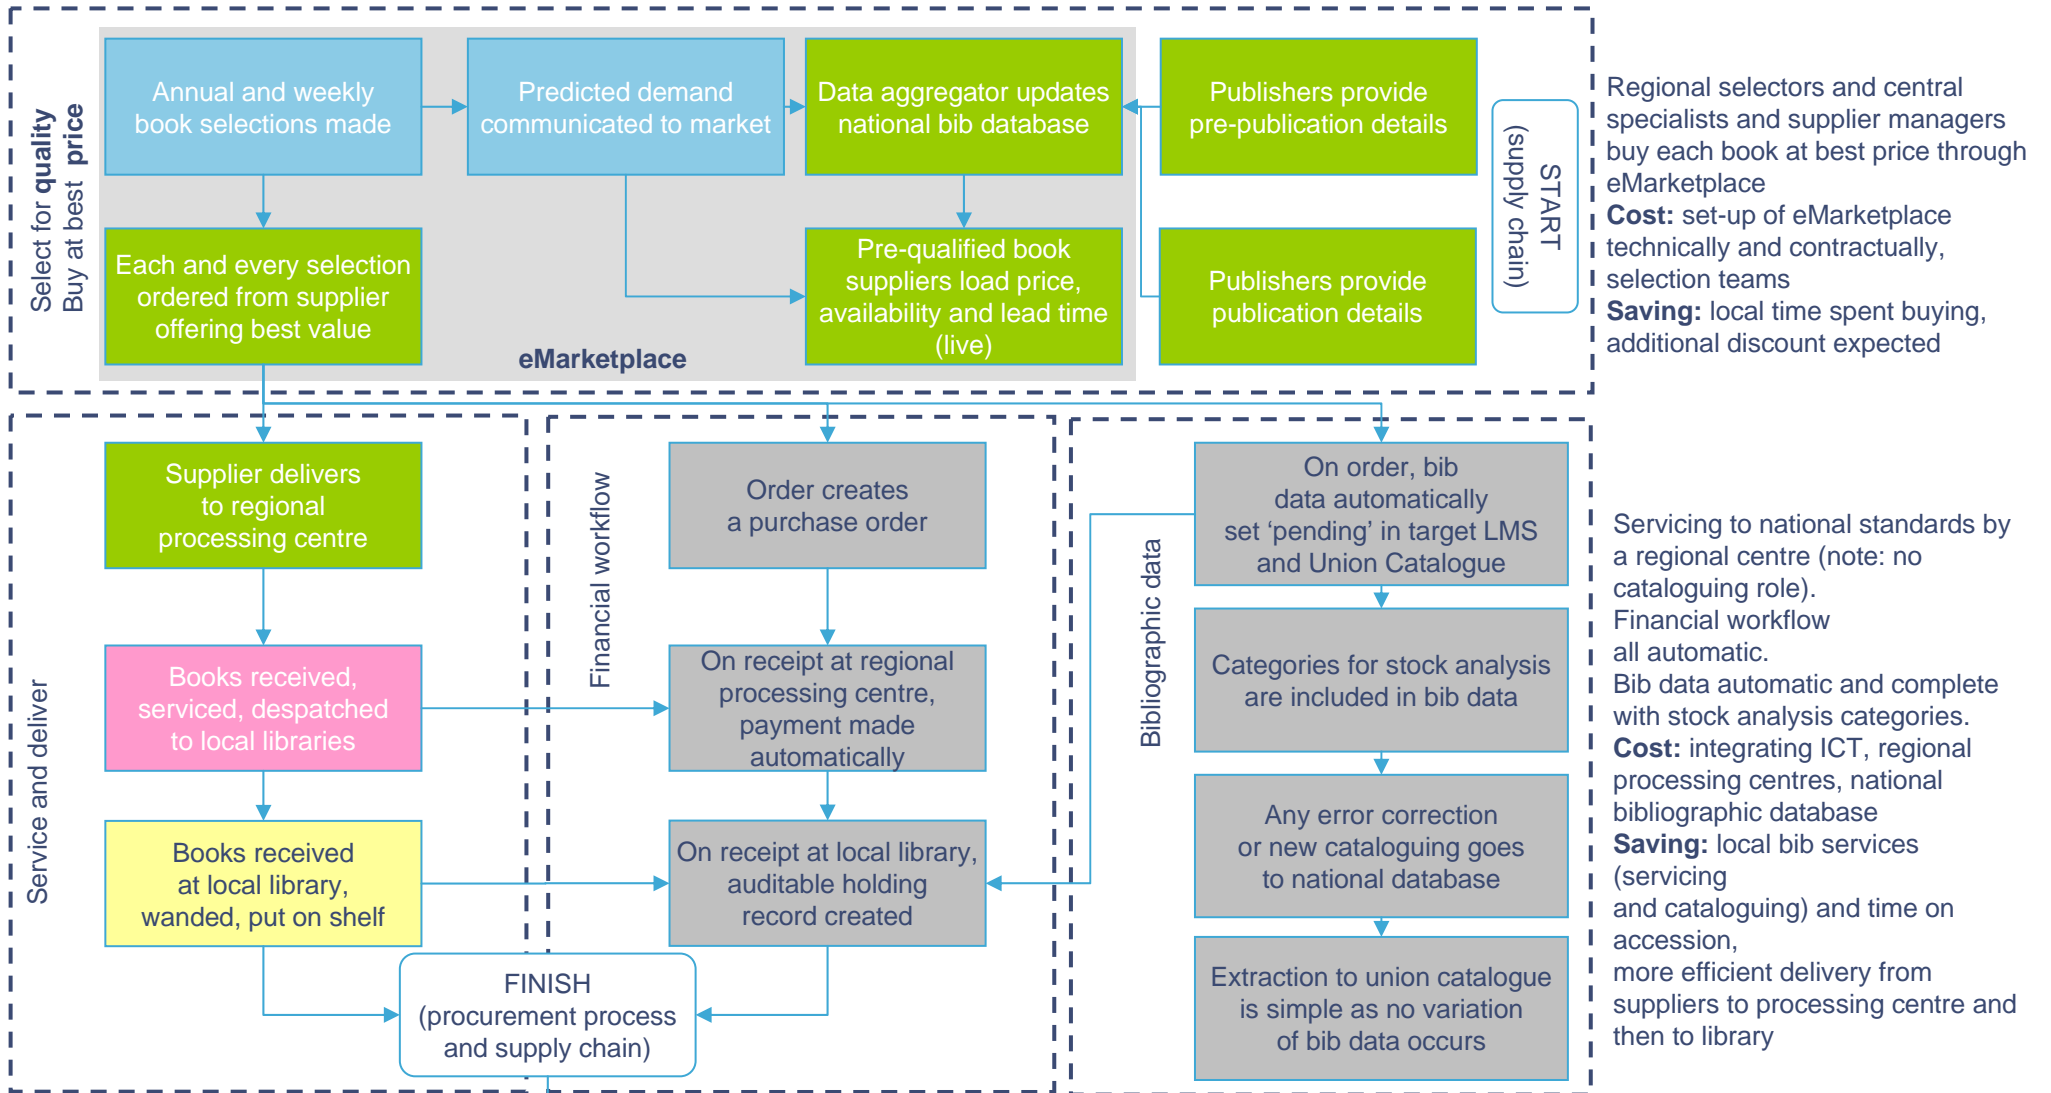 Select for quality
Buy at best price
Annual and weekly
book selections made
Predicted demand
communicated to market
Data aggregator updates
national bib database
Publishers provide
pre-publication details
START
(supply chain)
Each and every selection
ordered from supplier
offering best value
eMarketplace
Pre-qualified book
suppliers load price,
availability and lead time
(live)
Publishers provide
publication details
Regional selectors and central
specialists and supplier managers
buy each book at best price through
eMarketplace
Cost: set-up of eMarketplace
technically and contractually,
selection teams
Saving: local time spent buying,
additional discount expected
Service and deliver
Supplier delivers
to regional
processing centre
Books received,
serviced, despatched
to local libraries
Books received
at local library,
wanded, put on shelf
Financial workflow
Order creates
a purchase order
On receipt at regional
processing centre,
payment made
automatically
On receipt at local library,
auditable holding
record created
FINISH
(procurement process
and supply chain)
Bibliographic data
On order, bib
data automatically
set ‘pending’ in target LMS
and Union Catalogue
Categories for stock analysis
are included in bib data
Any error correction
or new cataloguing goes
to national database
Extraction to union catalogue
is simple as no variation
of bib data occurs
Servicing to national standards by
a regional centre (note: no
cataloguing role).
Financial workflow
all automatic.
Bib data automatic and complete
with stock analysis categories.
Cost: integrating ICT, regional
processing centres, national
bibliographic database
Saving: local bib services
(servicing
and cataloguing) and time on
accession,
more efficient delivery from
suppliers to processing centre and
then to library